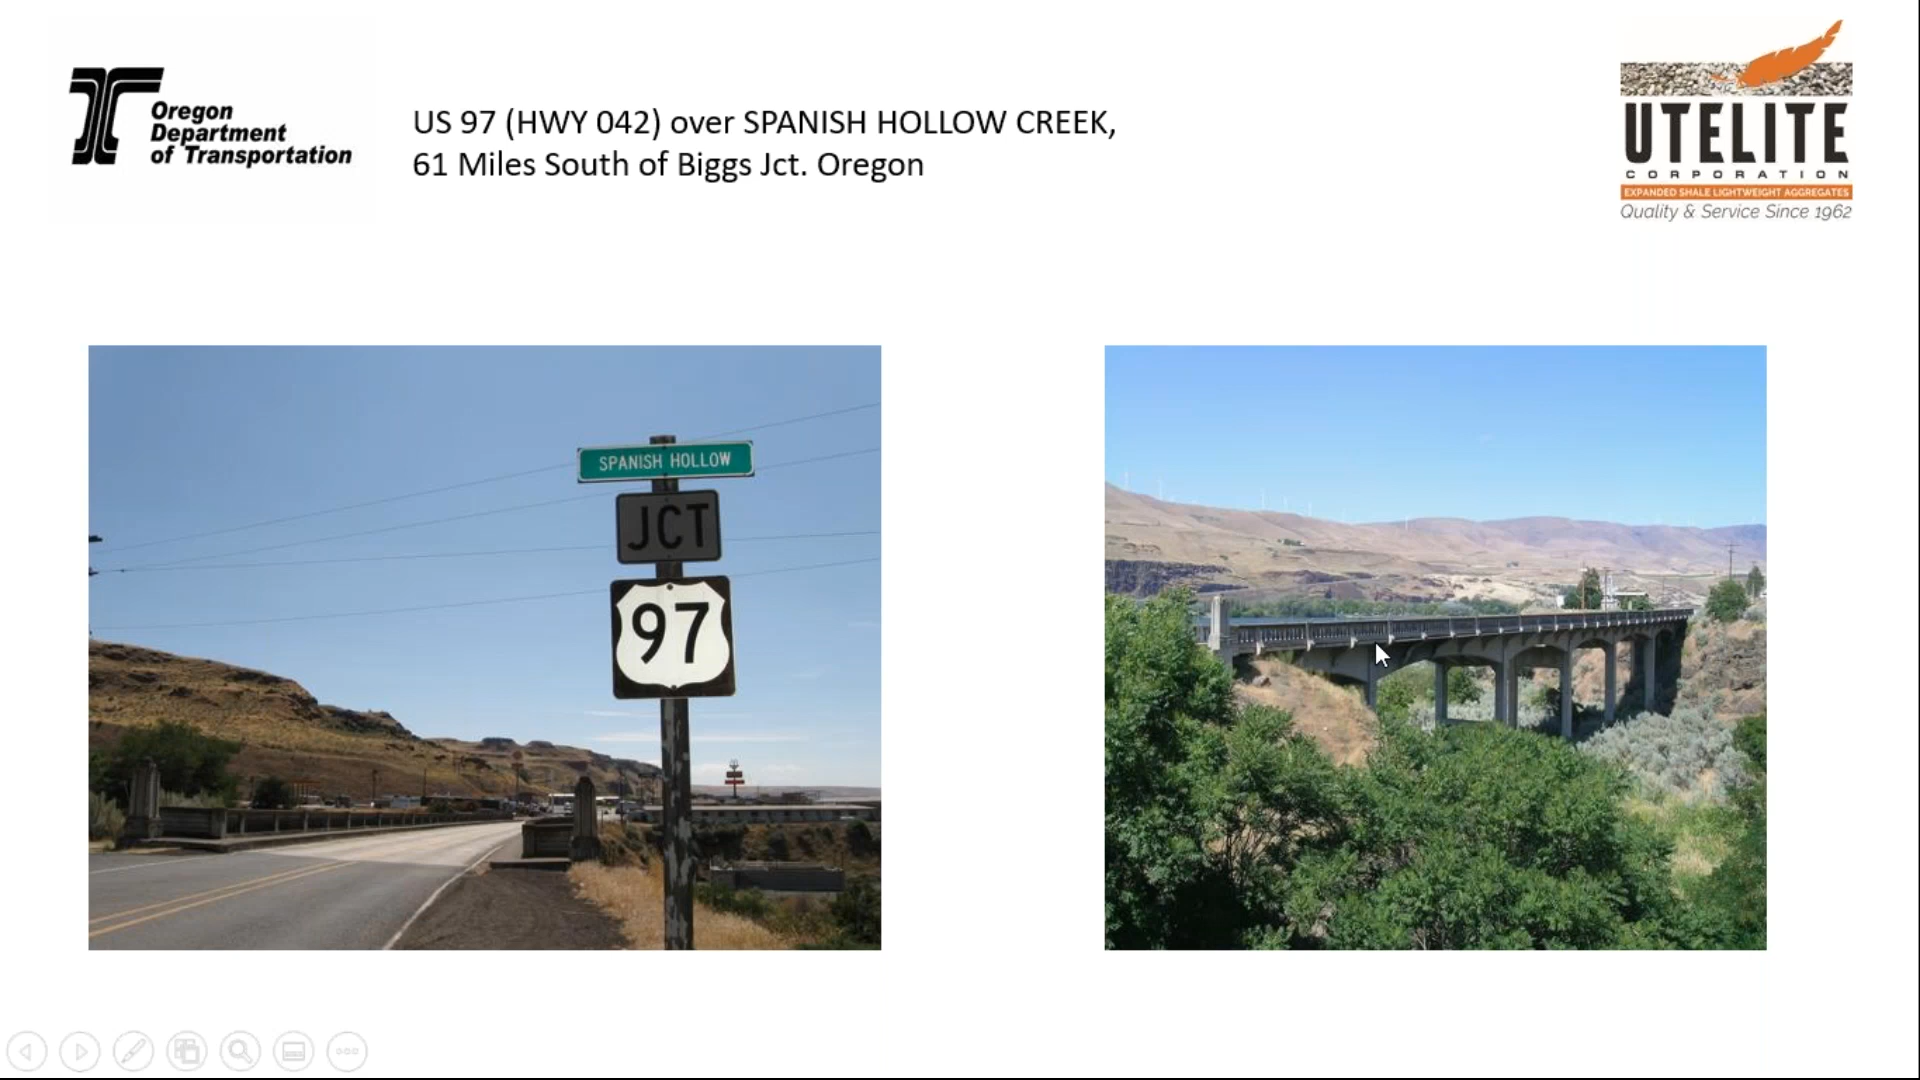 Oregon
Department
of Transportation
US 97 (HWY 042) over SPANISH HOLLOW CREEK,
61 Miles South of Biggs Jct. Oregon
UTELITE
CORPORATION
EXPANDED SHALE LIGHTWEIGHT AGGREGATES
Quality & Service Since 1962
SPANISH HOLLOW
JCT
97